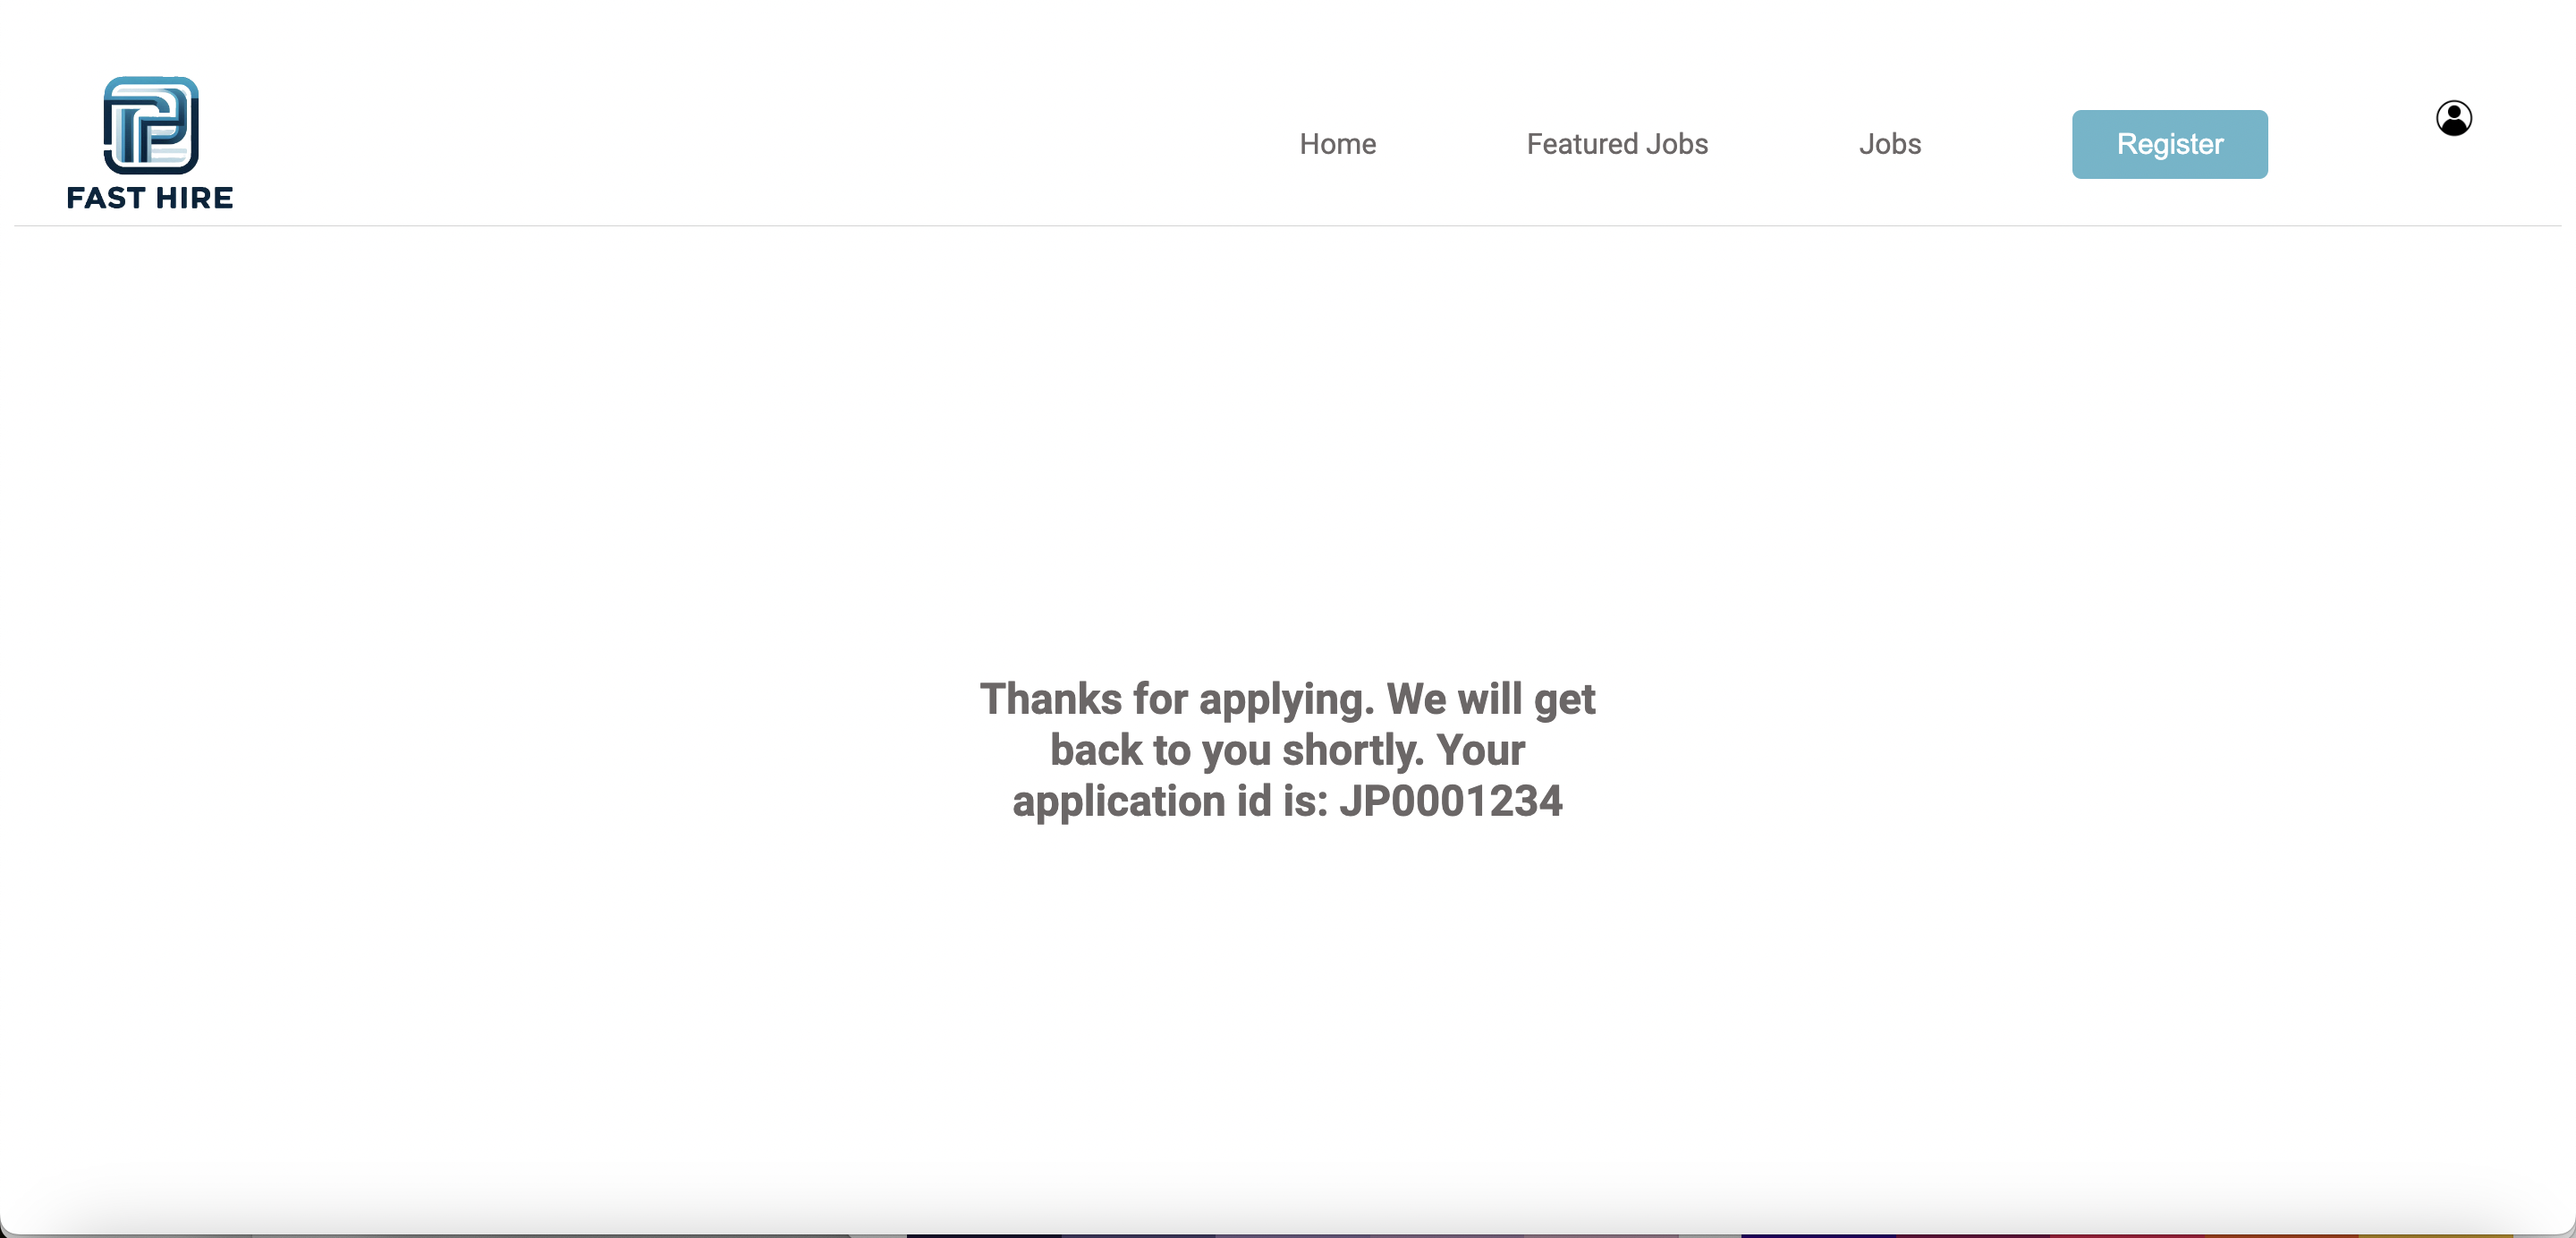 FAST HIRE
Home
Featured Jobs
Jobs
Register
Thanks for applying. We will get
back to you shortly. Your
application id is: JP0001234